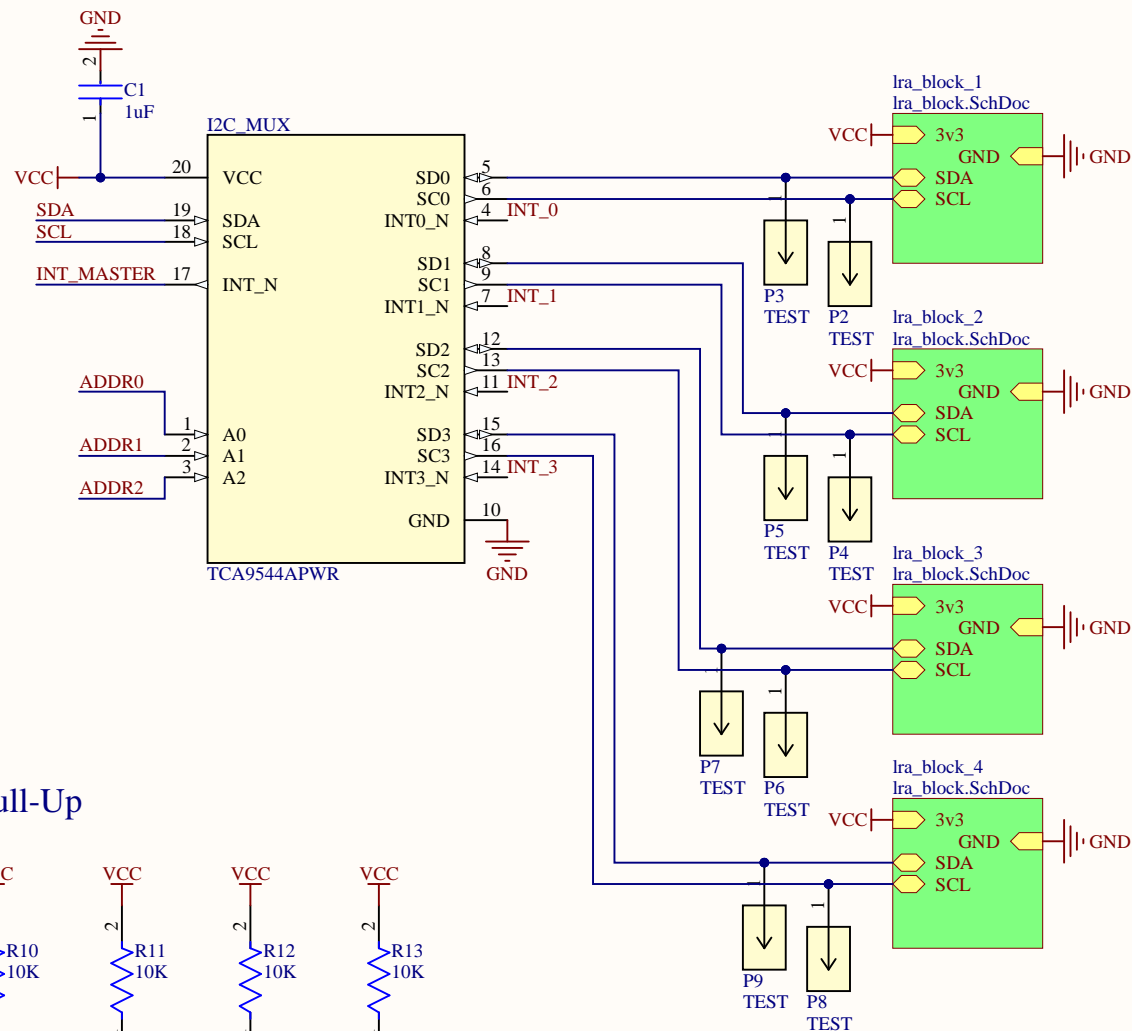 GND
2
C1
1uF
1
I2C_MUX
VCC
20 VCC
SDA 19 SDA
SCL 18 SCL
INT_MASTER 17 INT_N
ADDR0 1 A0
ADDR1 2 A1
ADDR2 3 A2
SD0 5
SC0 6
INT0_N 4 INT_0
SD1 8
SC1 9
INT1_N 7 INT_1
SD2 12
SC2 13
INT2_N 11 INT_2
SD3 15
SC3 16
INT3_N 14 INT_3
GND 10
GND
TCA9544APWR
lra_block_1
lra_block.SchDoc
VCC 3v3
GND GND
SDA
SCL
1
P3
TEST
1
P2
TEST
lra_block_2
lra_block.SchDoc
VCC 3v3
GND GND
SDA
SCL
1
P5
TEST
1
P4
TEST
lra_block_3
lra_block.SchDoc
VCC 3v3
GND GND
SDA
SCL
1
P7
TEST
1
P6
TEST
lra_block_4
lra_block.SchDoc
VCC 3v3
GND GND
SDA
SCL
1
P9
TEST
1
P8
TEST
ull-Up
C
R10
10K
VCC
2
R11
10K
VCC
2
R12
10K
VCC
2
R13
10K